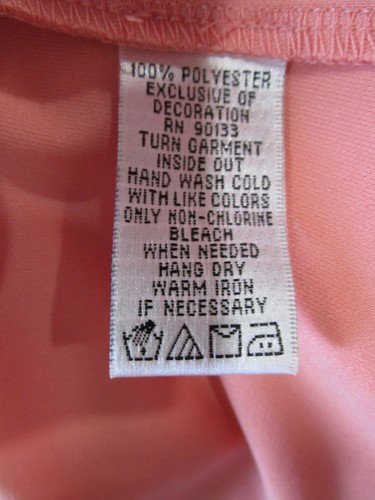 100% POLYESTER
EXCLUSIVE OF
DECORATION
RN 90133
TURN GARMENT
INSIDE OUT
HAND WASH COLD
WITH LIKE COLORS
ONLY NON-CHLORINE
BLEACH
WHEN NEEDED
HANG DRY
WARM IRON
IF NECESSARY